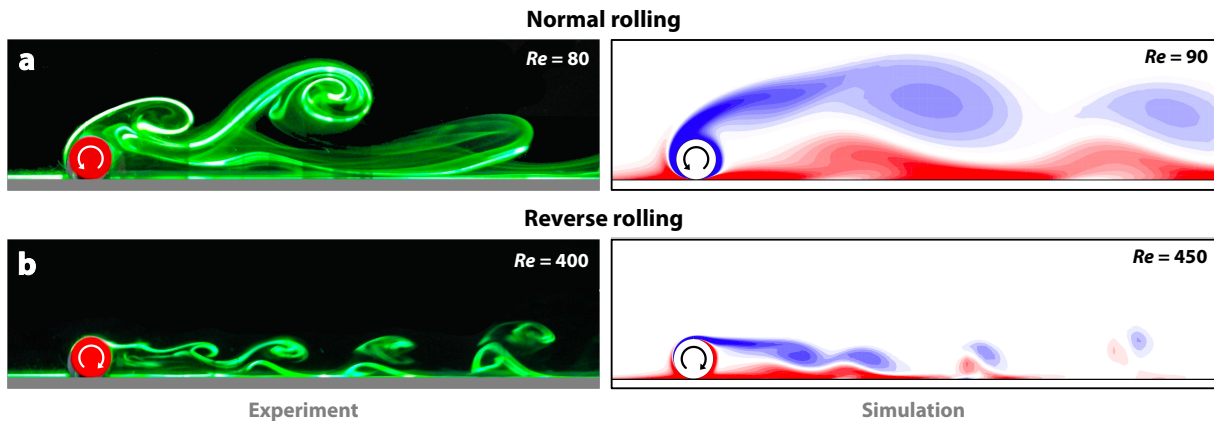 Normal rolling
a
Re = 80
Re = 90
Reverse rolling
b
Re = 400
Re = 450
Experiment
Simulation